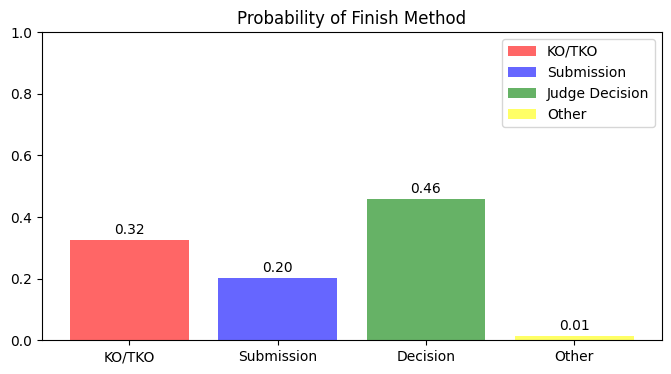 Probability of Finish Method
1.0
0.8
0.6
0.4
0.2
0.0
KO/TKO
Submission
Judge Decision
Other
0.32
0.20
0.46
0.01
KO/TKO
Submission
Decision
Other